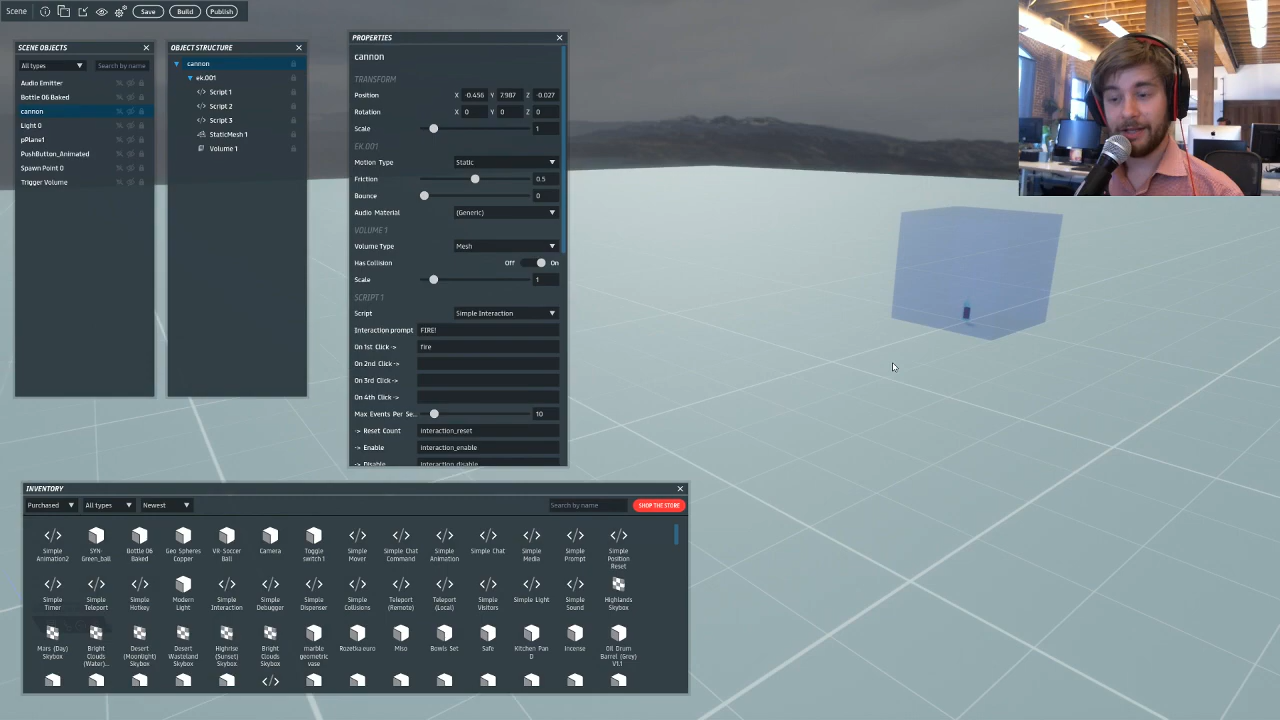 Scene Save Build Publish
SCENE OBJECTS
All types Search by name
Audio Emitter
Bottle 06 Baked
cannon
Light 0
pPlane1
PushButton_Animated
Spawn Point 0
Trigger Volume
OBJECT STRUCTURE
cannon
ek.001
Script 1
Script 2
Script 3
StaticMesh 1
Volume 1
PROPERTIES
cannon
TRANSFORM
Position X -0.456 Y 7.987 Z -0.027
Rotation X 0 Y 0 Z 0
Scale 1
EK.001
Motion Type Static
Friction 0.5
Bounce 0
Audio Material (Generic)
VOLUME 1
Volume Type Mesh
Has Collision Off On
Scale 1
SCRIPT 1
Script Simple Interaction
Interaction prompt FIRE!
On 1st Click -> fire
On 2nd Click ->
On 3rd Click ->
On 4th Click ->
Max Events Per Se... 10
-> Reset Count interaction_reset
-> Enable interaction_enable
-> Disable interaction_disable
INVENTORY
Purchased All types Newest Search by name SHOP THE STORE
Simple Animation2 SYN- Green_ball Bottle 06 Baked Geo Spheres Copper VR-Soccer Ball Camera Toggle switch 1 Simple Mover Simple Chat Command Simple Animation Simple Chat Simple Media Simple Prompt Simple Position Reset
Simple Timer Simple Teleport Simple Hotkey Modern Light Simple Interaction Simple Debugger Simple Dispenser Simple Collisions Teleport (Remote) Teleport (Local) Simple Visitors Simple Light Simple Sound Highlands Skybox
Mars (Day) Skybox Bright Clouds (Water)... Desert (Moonlight) Skybox Desert Wasteland Skybox Highrise (Sunset) Skybox Bright Clouds Skybox marble geometric vase Rozetka euro Miso Bowls Set Safe Kitchen Pan D Incense Oil Drum Barrel (Grey) V1.1